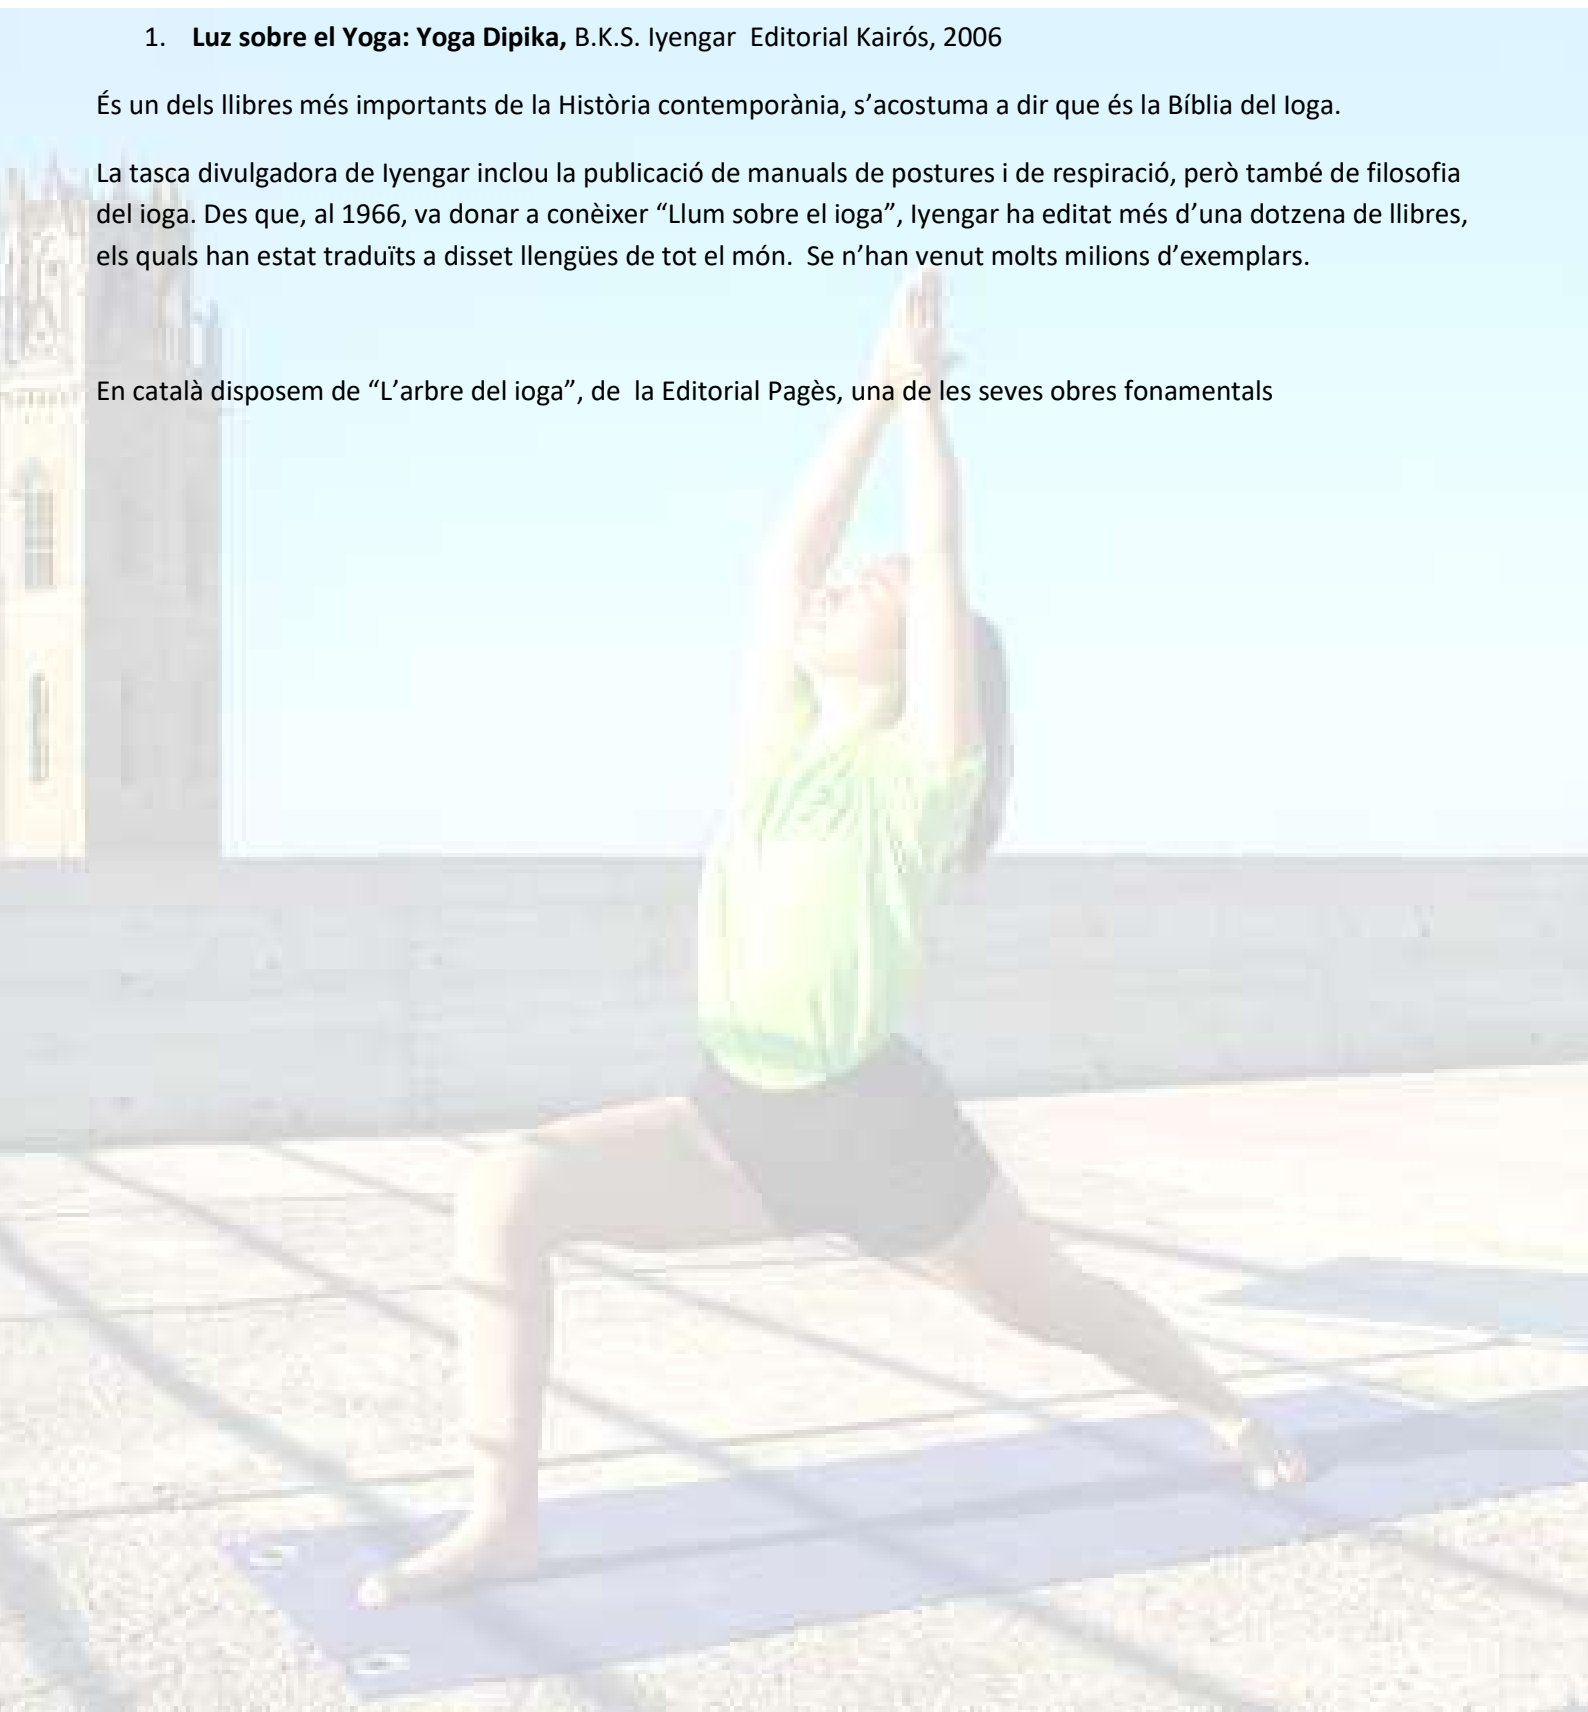 1. Luz sobre el Yoga: Yoga Dipika, B.K.S. Iyengar Editorial Kairós, 2006
És un dels llibres més importants de la Història contemporània, s’acostuma a dir que és la Bíblia del Ioga.
La tasca divulgadora de Iyengar inclou la publicació de manuals de postures i de respiració, però també de filosofia
del ioga. Des que, al 1966, va donar a conèixer “Llum sobre el ioga”, Iyengar ha editat més d’una dotzena de llibres,
els quals han estat traduïts a disset llengües de tot el món. Se n’han venut molts milions d’exemplars.
En català disposem de “L’arbre del ioga”, de la Editorial Pagès, una de les seves obres fonamentals